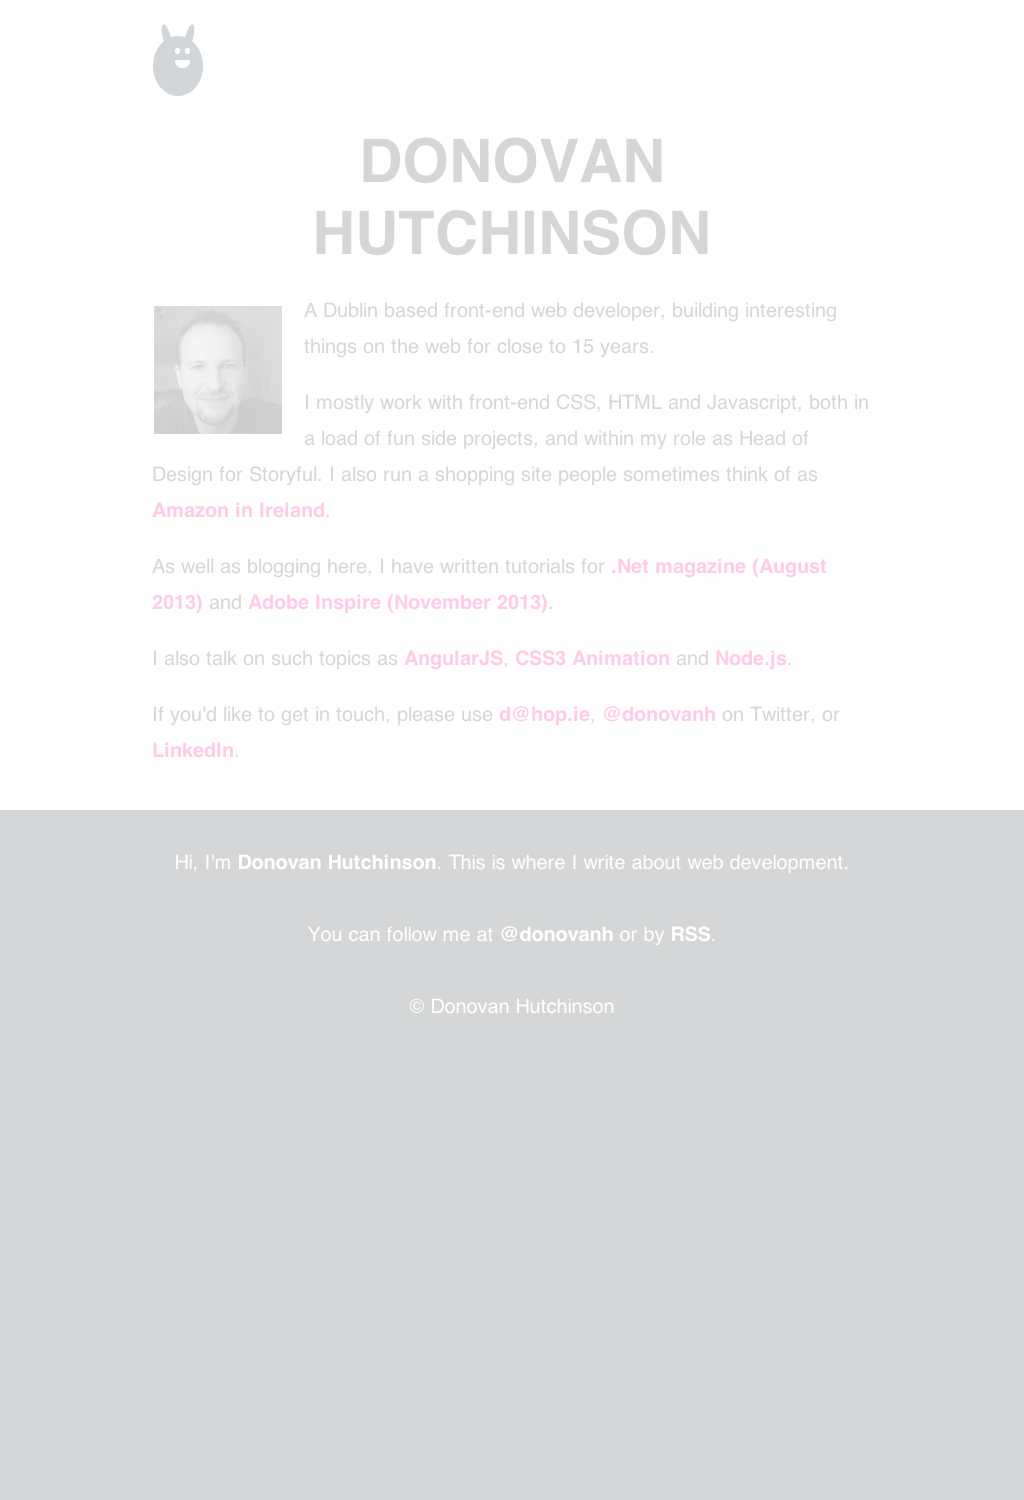 DONOVAN
HUTCHINSON
A Dublin based front-end web developer, building interesting
things on the web for close to 15 years.
I mostly work with front-end CSS, HTML and Javascript, both in
a load of fun side projects, and within my role as Head of
Design for Storyful. I also run a shopping site people sometimes think of as
Amazon in Ireland.
As well as blogging here, I have written tutorials for .Net magazine (August
2013) and Adobe Inspire (November 2013).
I also talk on such topics as AngularJS, CSS3 Animation and Node.js.
If you'd like to get in touch, please use d@hop.ie, @donovanh on Twitter, or
LinkedIn.
Hi, I'm Donovan Hutchinson. This is where I write about web development.
You can follow me at @donovanh or by RSS.
© Donovan Hutchinson